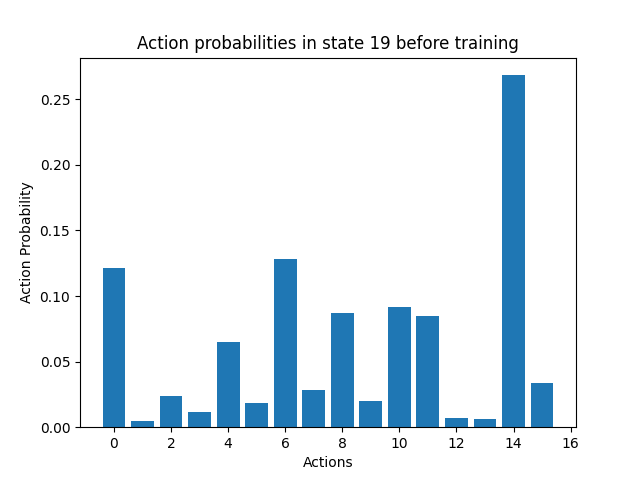 Action probabilities in state 19 before training
0.25
0.20
0.15
0.10
0.05
0.00
Action Probability
0 2 4 6 8 10 12 14 16
Actions